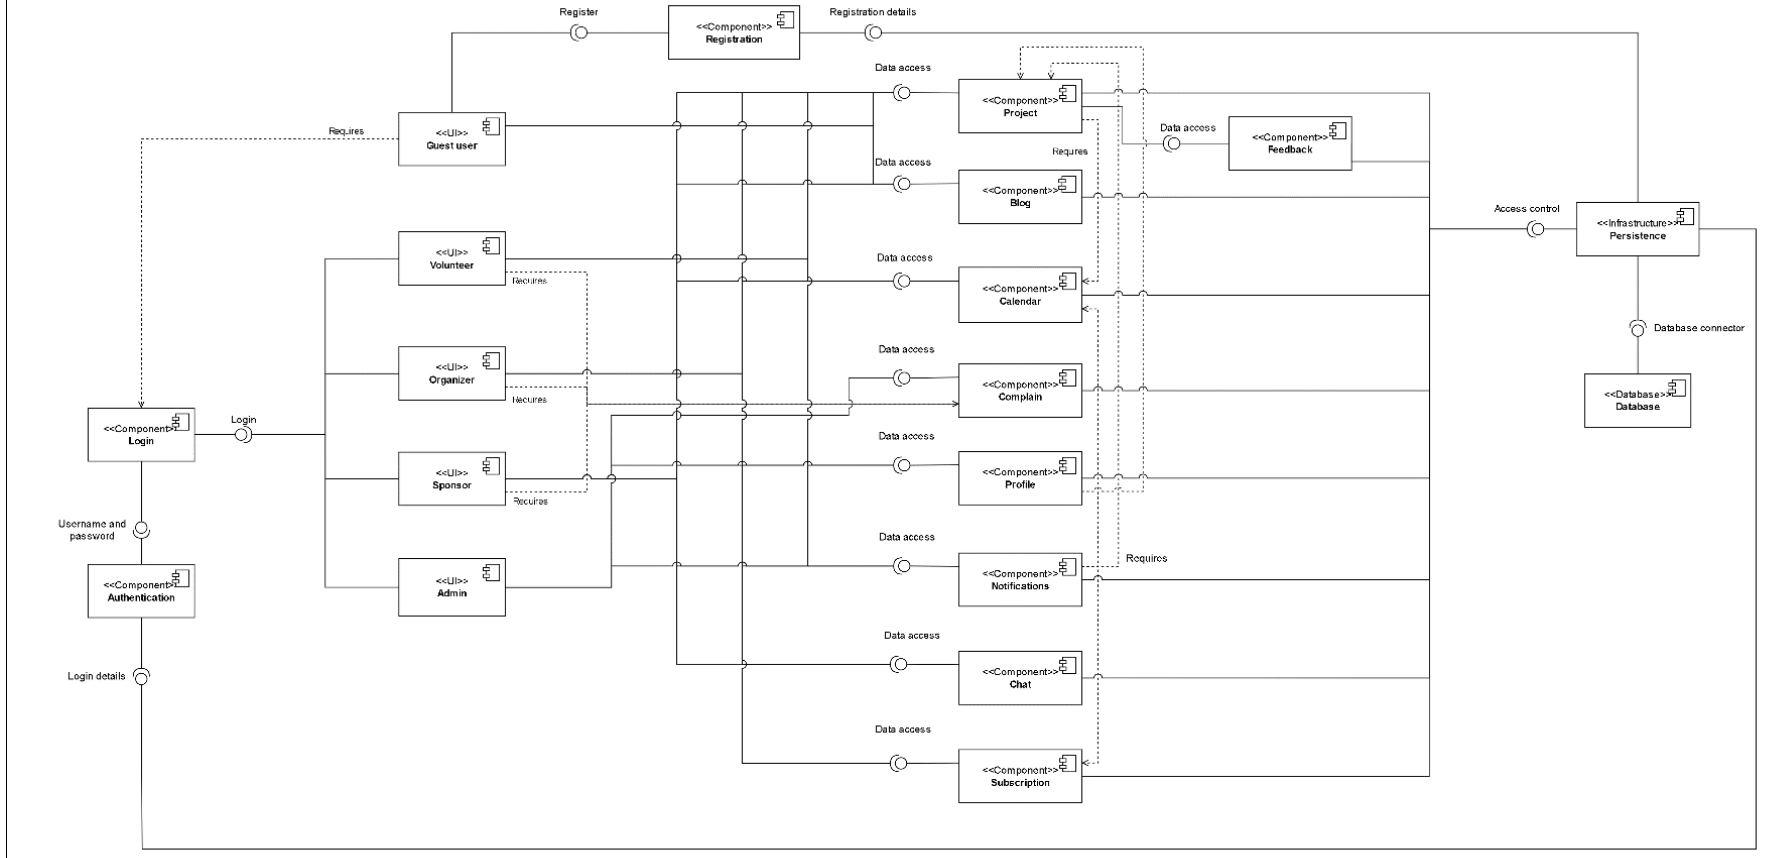 Register
Registration details
<<Component>>
Registration
Data access
<<Component>>
Project
<<UI>>
Guest user
Requires
Data access
<<Component>>
Feedback
Requres
Data access
<<Component>>
Blog
Access control
<<Infrastructure>>
Persistence
<<UI>>
Volunteer
Requires
Data access
<<Component>>
Calendar
Database connector
<<UI>>
Organizer
Requires
Data access
<<Component>>
Complain
<<Database>>
Database
<<Component>>
Login
Login
Data access
<<Component>>
Profile
<<UI>>
Sponsor
Requires
Username and
password
Data access
<<Component>>
Notifications
Requires
<<Component>>
Authentication
<<UI>>
Admin
Data access
<<Component>>
Chat
Login details
Data access
<<Component>>
Subscription